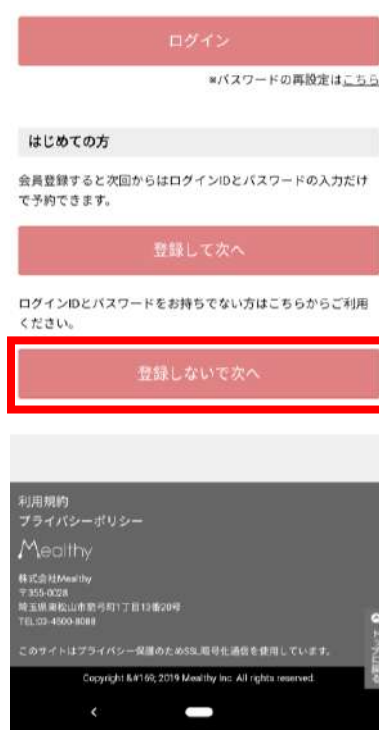 ログイン
※パスワードの再設定はこちら
はじめての方
会員登録すると次回からはログインIDとパスワードの入力だけ
で予約できます。
登録して次へ
ログインIDとパスワードをお持ちでない方はこちらからご利用
ください。
登録しないで次へ
利用規約
プライバシーポリシー
Mealthy
株式会社Mealthy
〒355-0028
埼玉県東松山市箭弓町1丁目13番20号
TEL:03-4500-8088
このサイトはプライバシー保護のためSSL暗号化通信を使用しています。
トップに戻る
Copyright &#169; 2019 Mealthy Inc. All rights reserved.